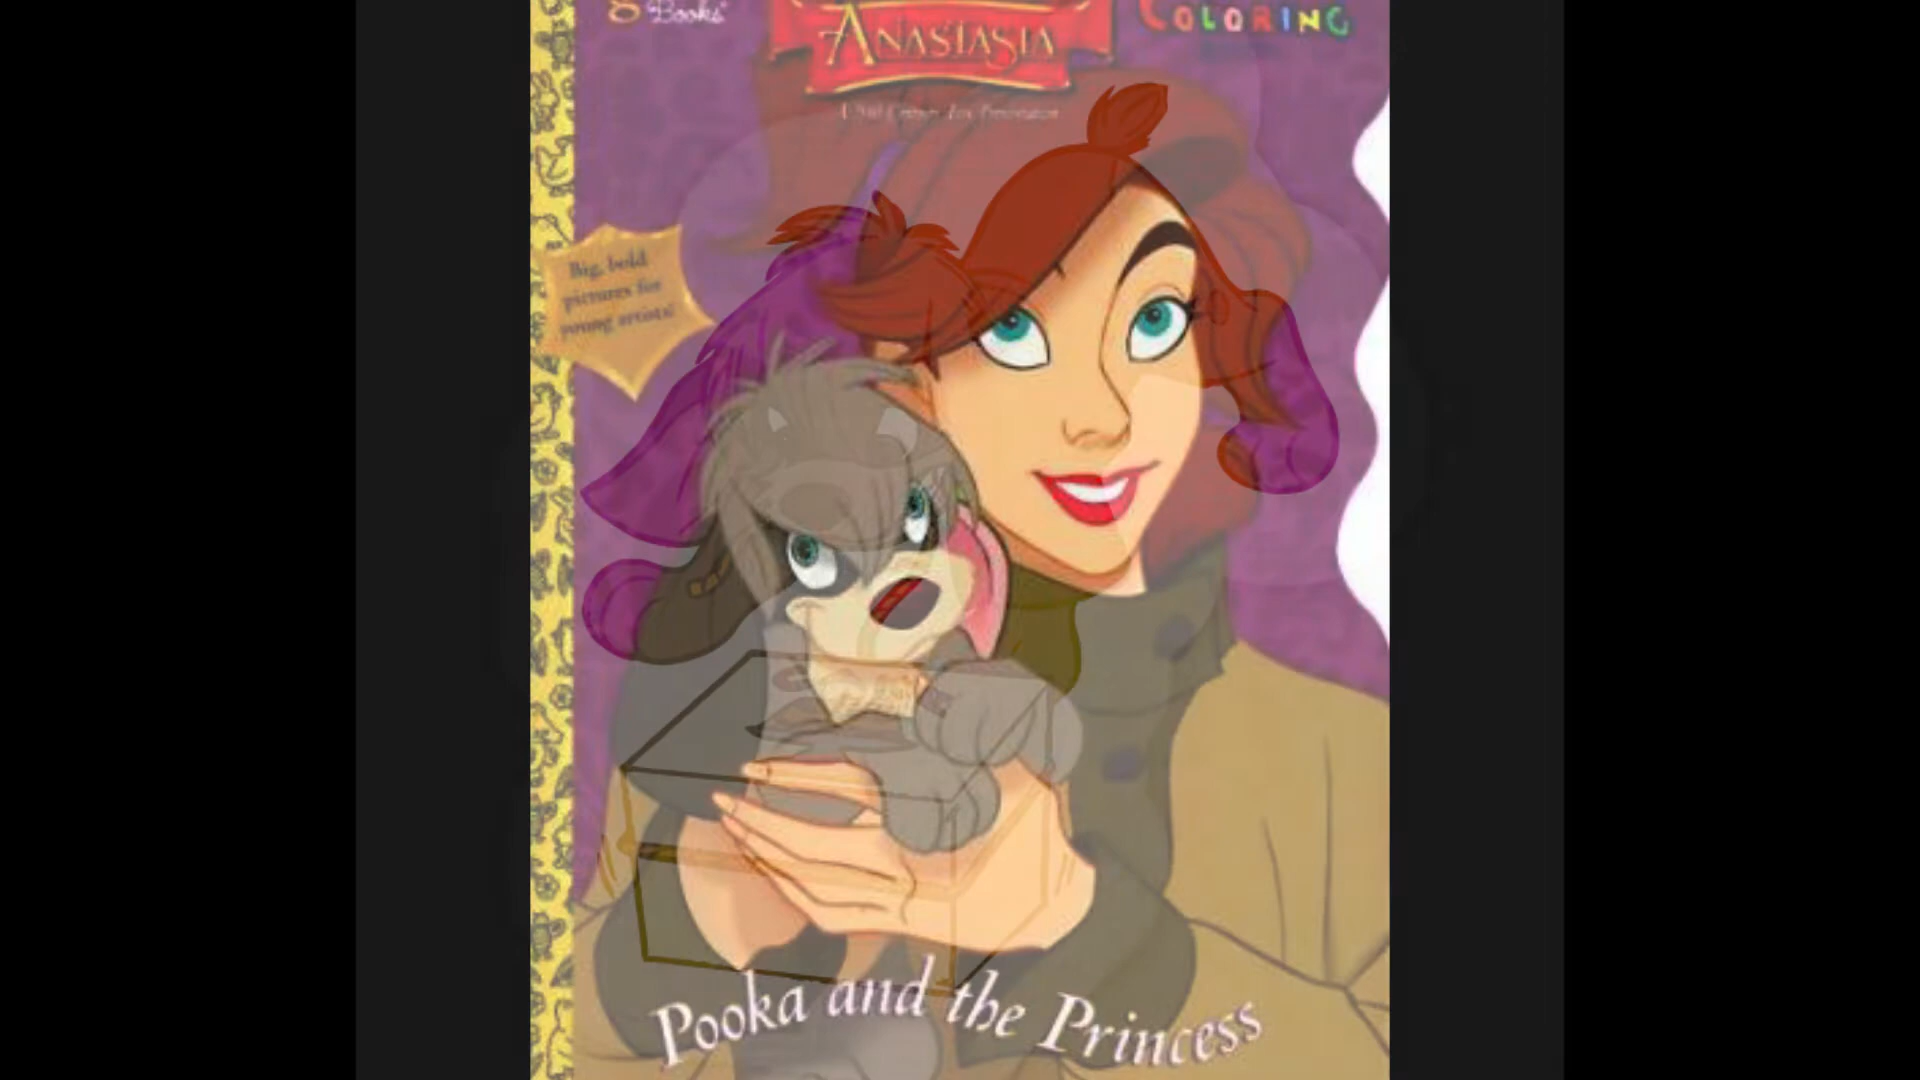 Books
ANASTASIA
COLORING
Big, bold
pictures for
young artists!
Pooka and the Princess